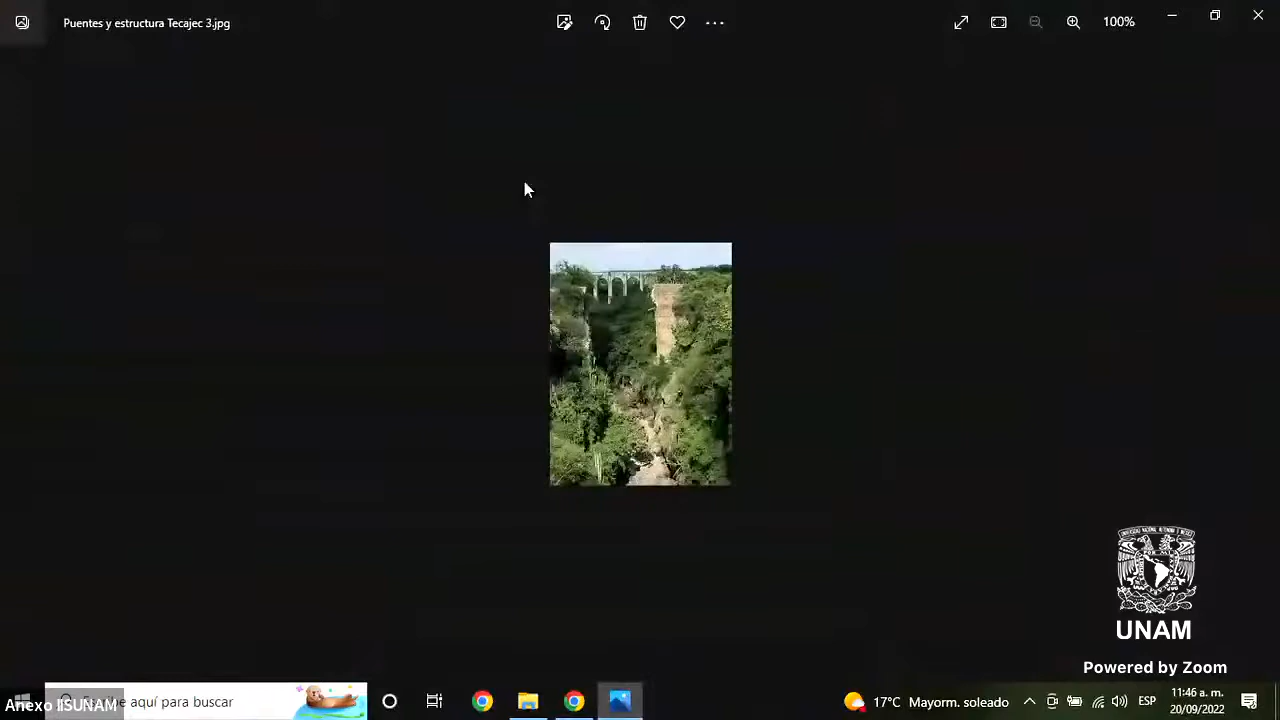 Puentes y estructura Tecajec 3.jpg
100%
UNAM
Powered by Zoom
Anexo IISUNAM
aquí para buscar
17°C Mayorm. soleado
ESP
11:46 a. m.
20/09/2022